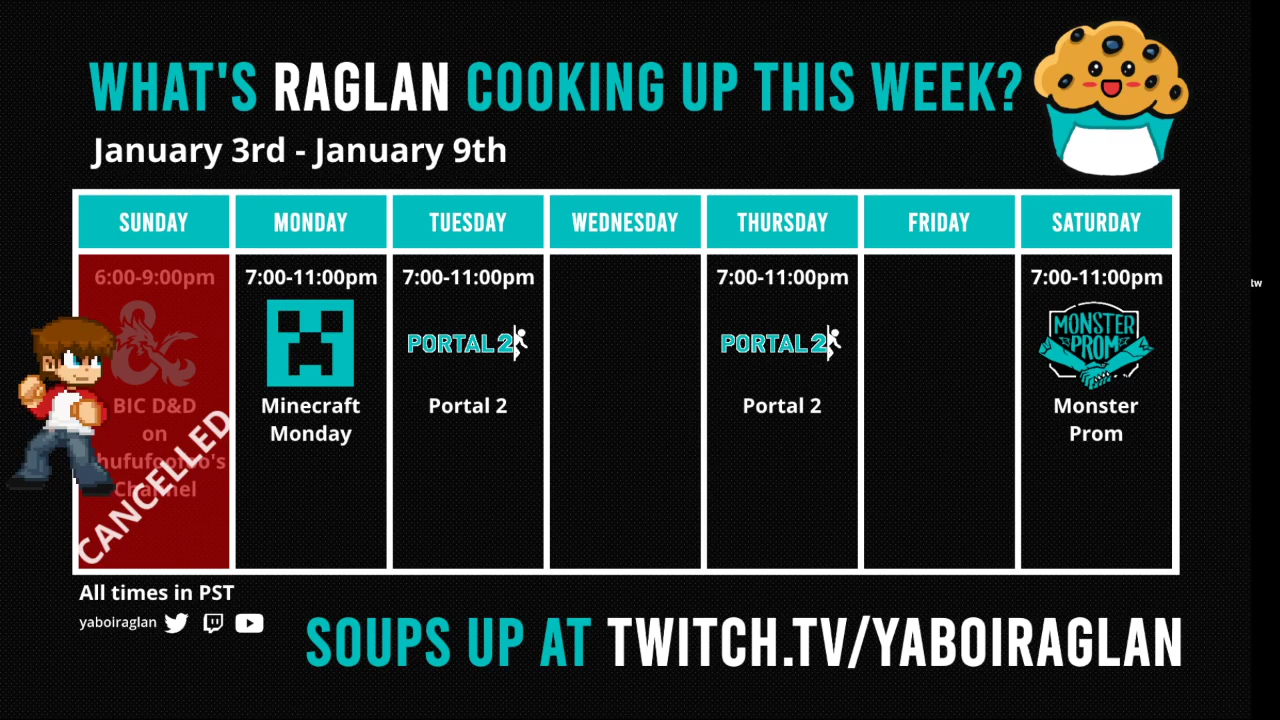 WHAT'S RAGLAN COOKING UP THIS WEEK?
January 3rd - January 9th
SUNDAY MONDAY TUESDAY WEDNESDAY THURSDAY FRIDAY SATURDAY
6:00-9:00pm 7:00-11:00pm 7:00-11:00pm 7:00-11:00pm 7:00-11:00pm
PORTAL 2 PORTAL 2 MONSTER PROM
BIC D&D Minecraft Portal 2 Portal 2 Monster
on Monday Prom
Channel
CANCELLED
tw
All times in PST
yaboiraglan
SOUPS UP AT TWITCH.TV/YABOIRAGLAN